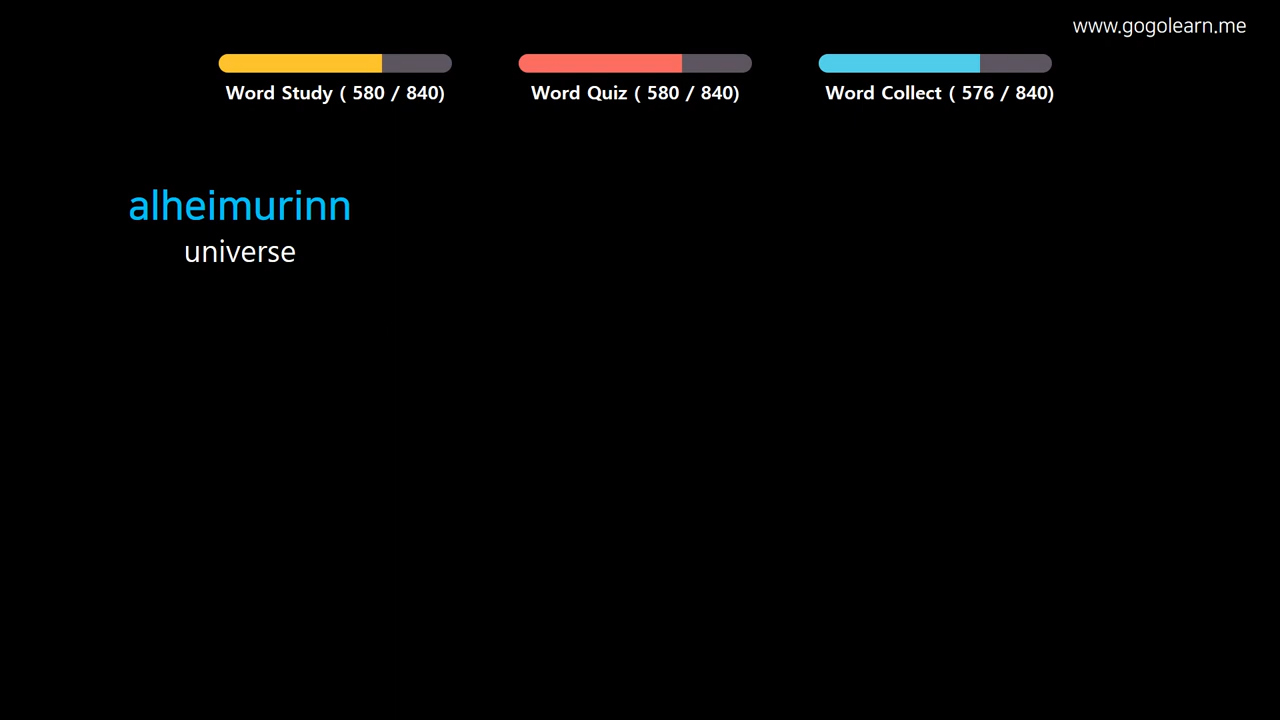 www.gogolearn.me
Word Study ( 580 / 840)
Word Quiz ( 580 / 840)
Word Collect ( 576 / 840)
alheimurinn
universe